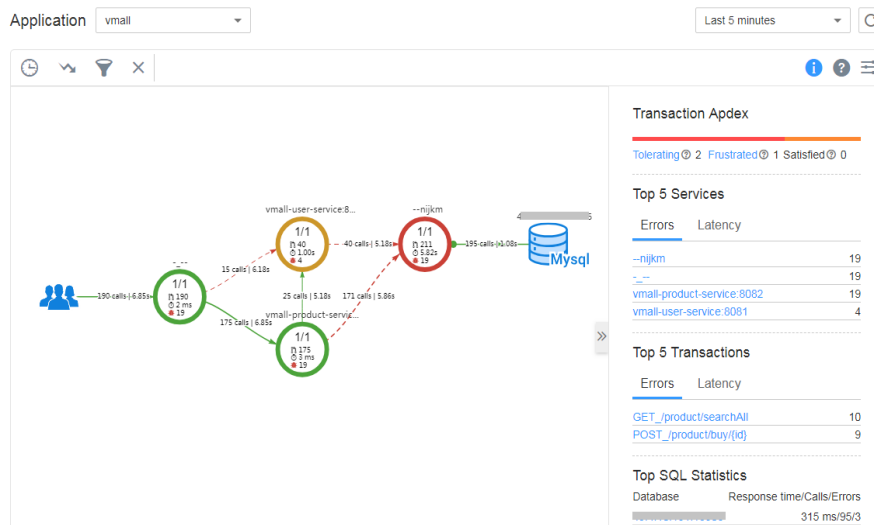 Application vmall Last 5 minutes
Transaction Apdex
Tolerating 2 Frustrated 1 Satisfied 0
Top 5 Services
Errors Latency
--nijkm 19
-_-- 19
vmall-product-service:8082 19
vmall-user-service:8081 4
Top 5 Transactions
Errors Latency
GET_/product/searchAll 10
POST_/product/buy/{id} 9
Top SQL Statistics
Database Response time/Calls/Errors
315 ms/95/3
190 calls | 6.85s
-_--
1/1
190
2 ms
19
15 calls | 6.18s
175 calls | 6.85s
vmall-user-service:8...
1/1
40
1.00s
4
25 calls | 5.18s
vmall-product-servic...
1/1
175
3 ms
19
40 calls | 5.18s
171 calls | 5.86s
--nijkm
1/1
211
5.82s
19
195 calls | 1.08s
Mysql